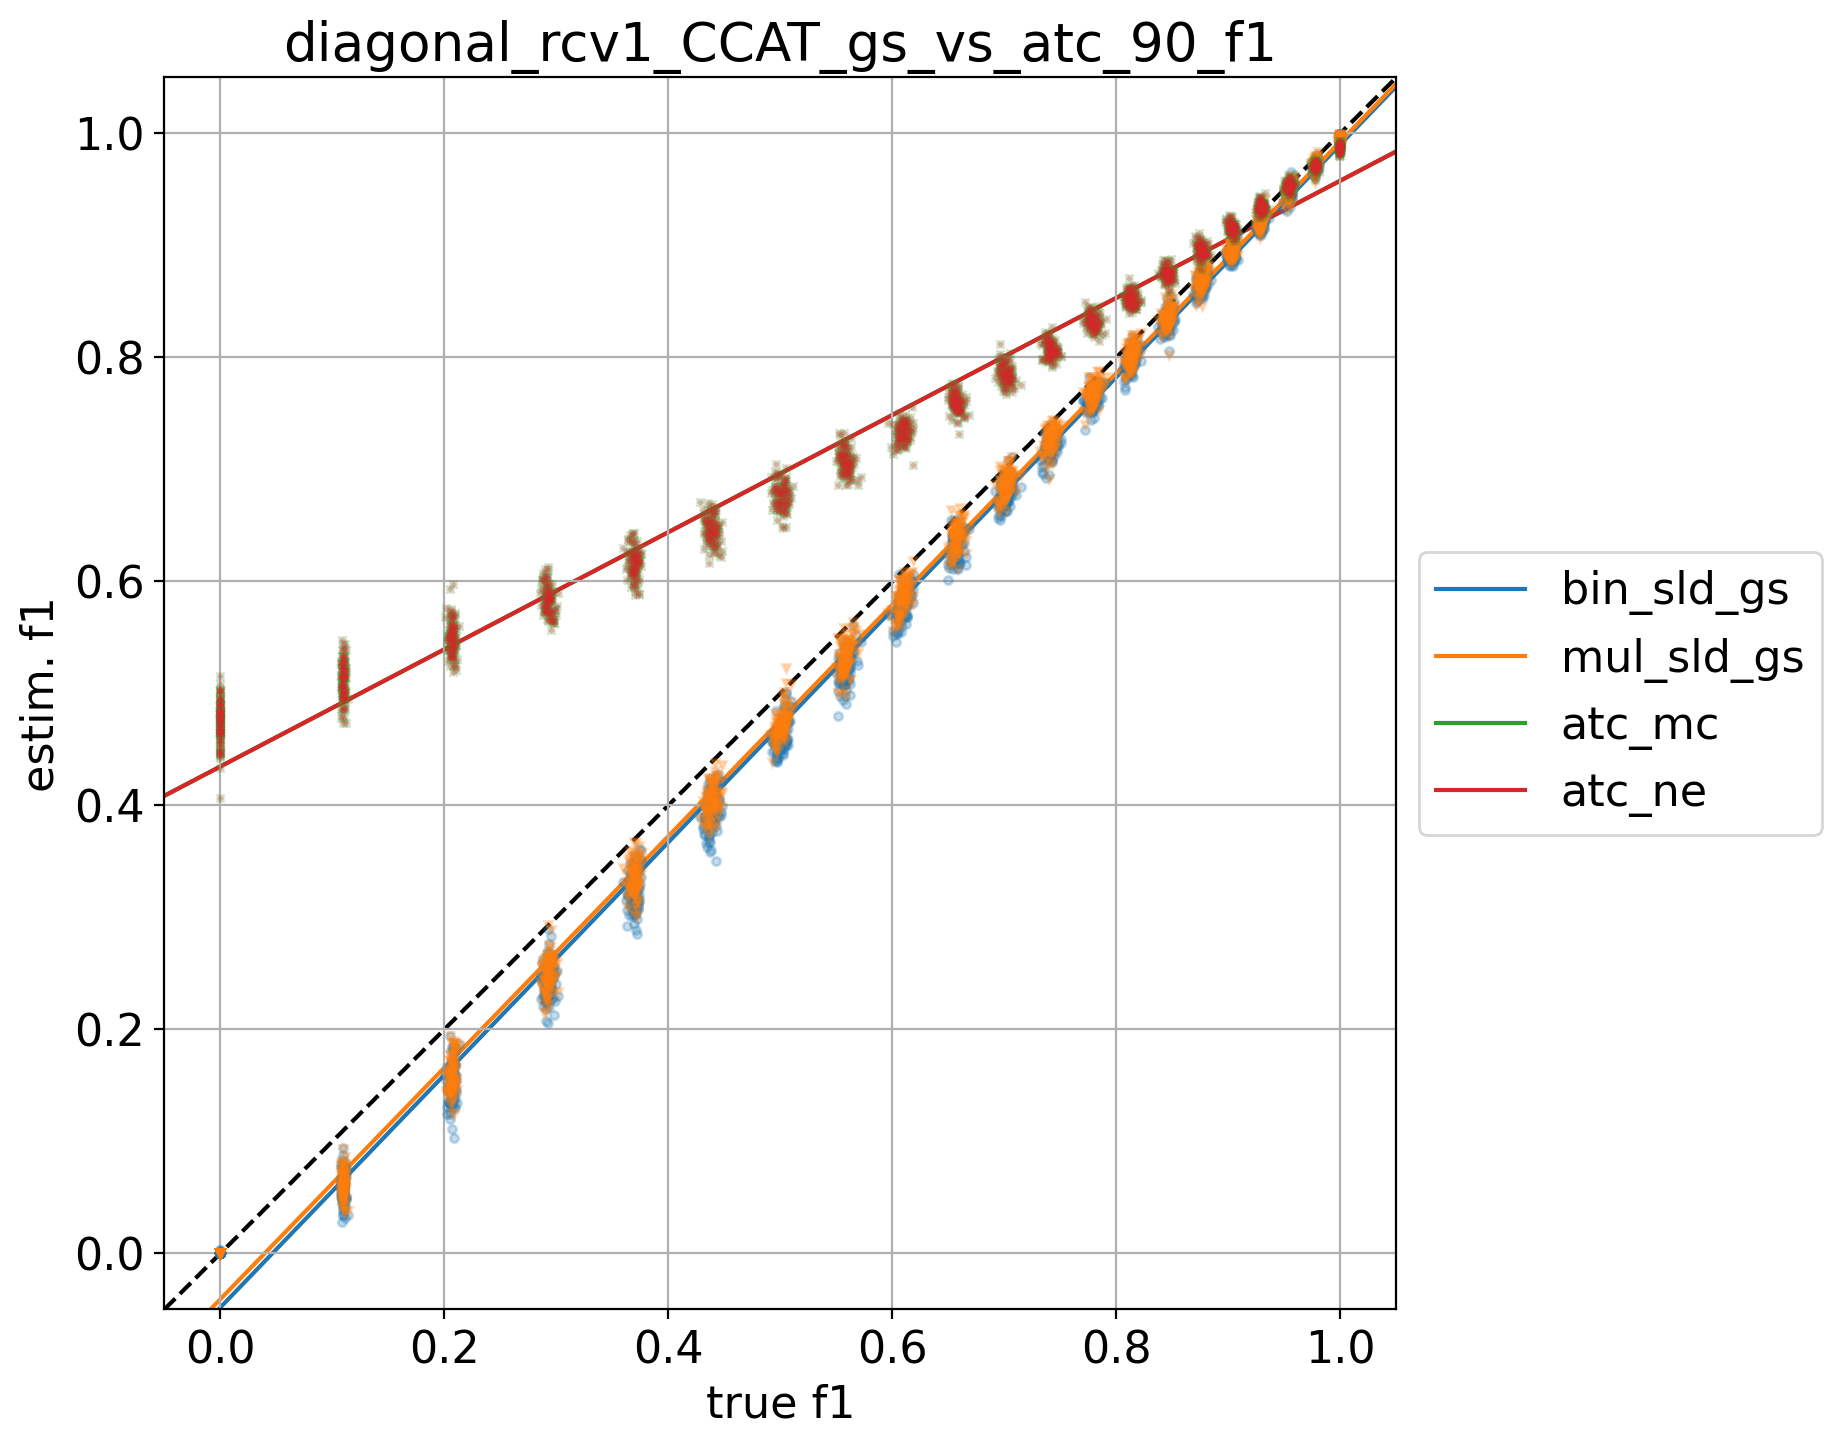 diagonal_rcv1_CCAT_gs_vs_atc_90_f1
1.0
0.8
0.6
0.4
0.2
0.0
estim. f1
0.0 0.2 0.4 0.6 0.8 1.0
true f1
bin_sld_gs
mul_sld_gs
atc_mc
atc_ne